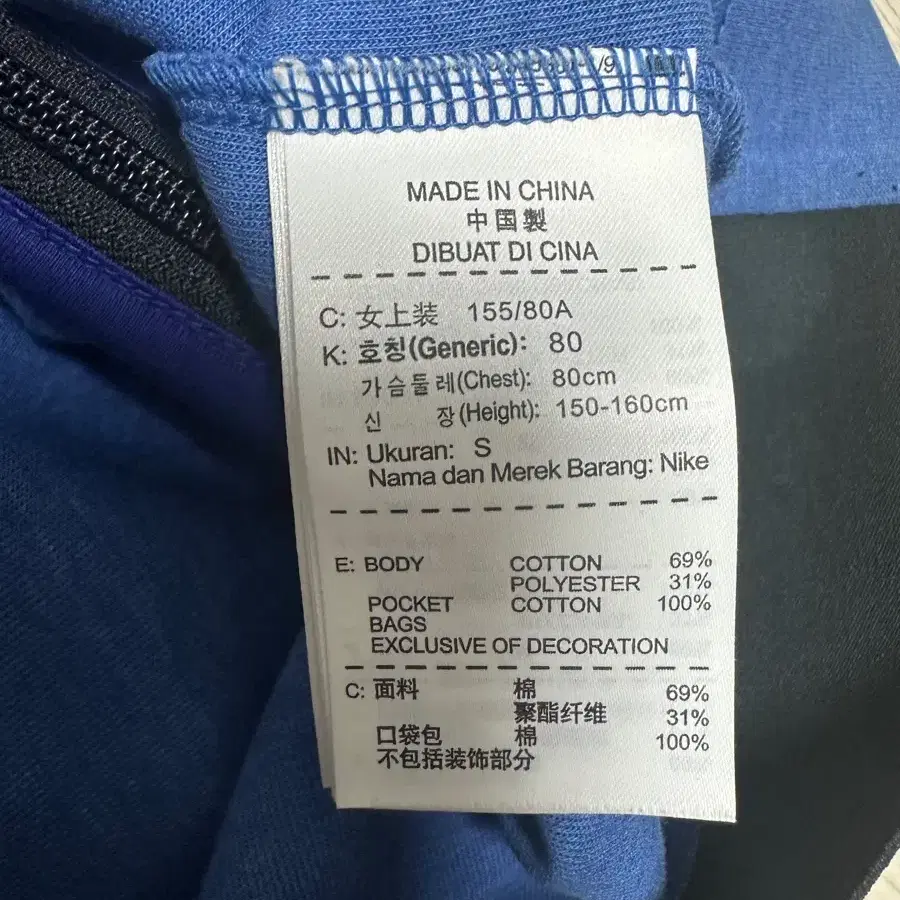 MADE IN CHINA
中国製
DIBUAT DI CINA
C: 女上装 155/80A
K: 호칭(Generic): 80
가슴둘레(Chest): 80cm
신 장(Height): 150-160cm
IN: Ukuran: S
Nama dan Merek Barang: Nike
E: BODY COTTON 69%
POLYESTER 31%
POCKET COTTON 100%
BAGS
EXCLUSIVE OF DECORATION
C: 面料 棉 69%
聚酯纤维 31%
口袋包 棉 100%
不包括装饰部分